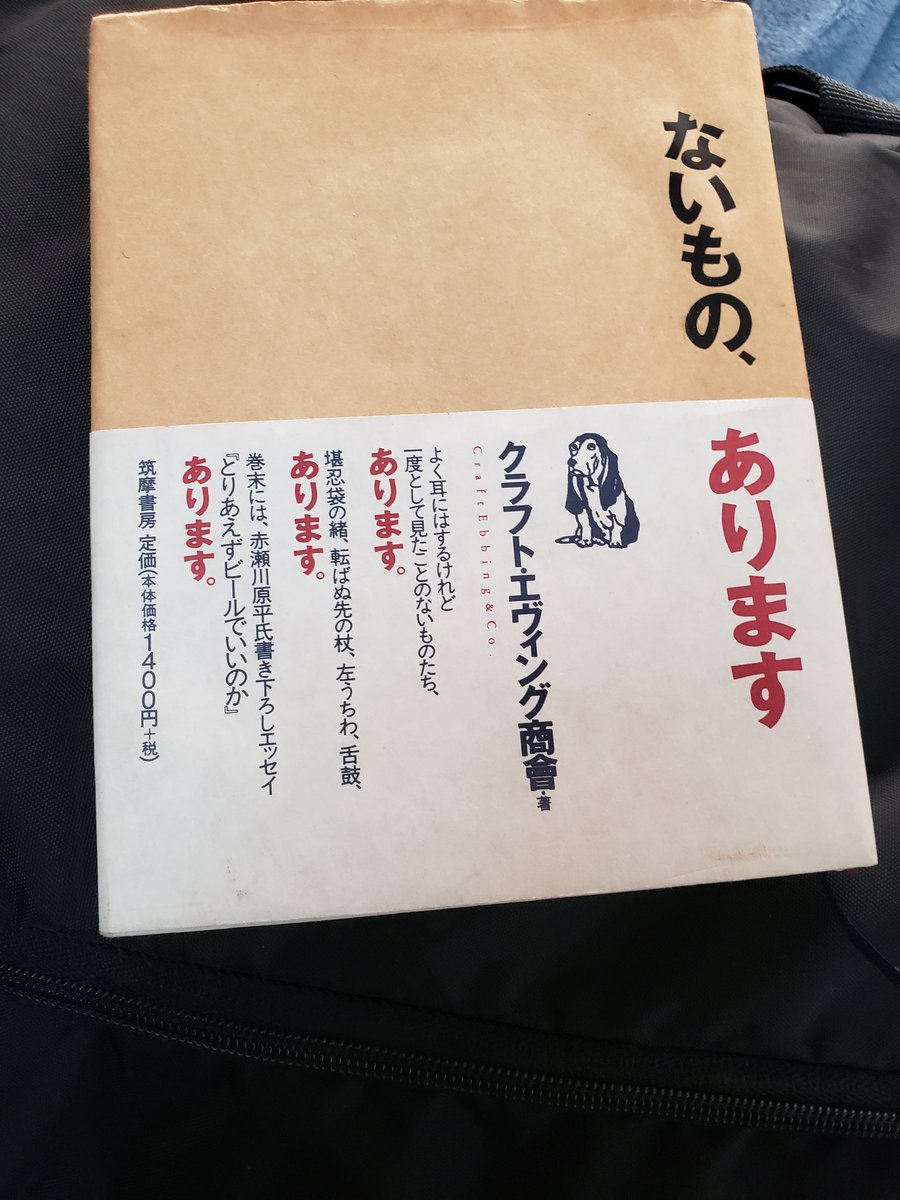 ないもの、
あります
クラフト・エヴィング商會・著
Craft Ebbing & Co.
よく耳にはするけれど
一度として見たことのないものたち、
あります。
堪忍袋の緒、転ばぬ先の杖、左うちわ、舌鼓、
あります。
巻末には、赤瀬川原平氏書き下ろしエッセイ
『とりあえずビールでいいのか』
あります。
筑摩書房 定価(本体価格1400円+税)